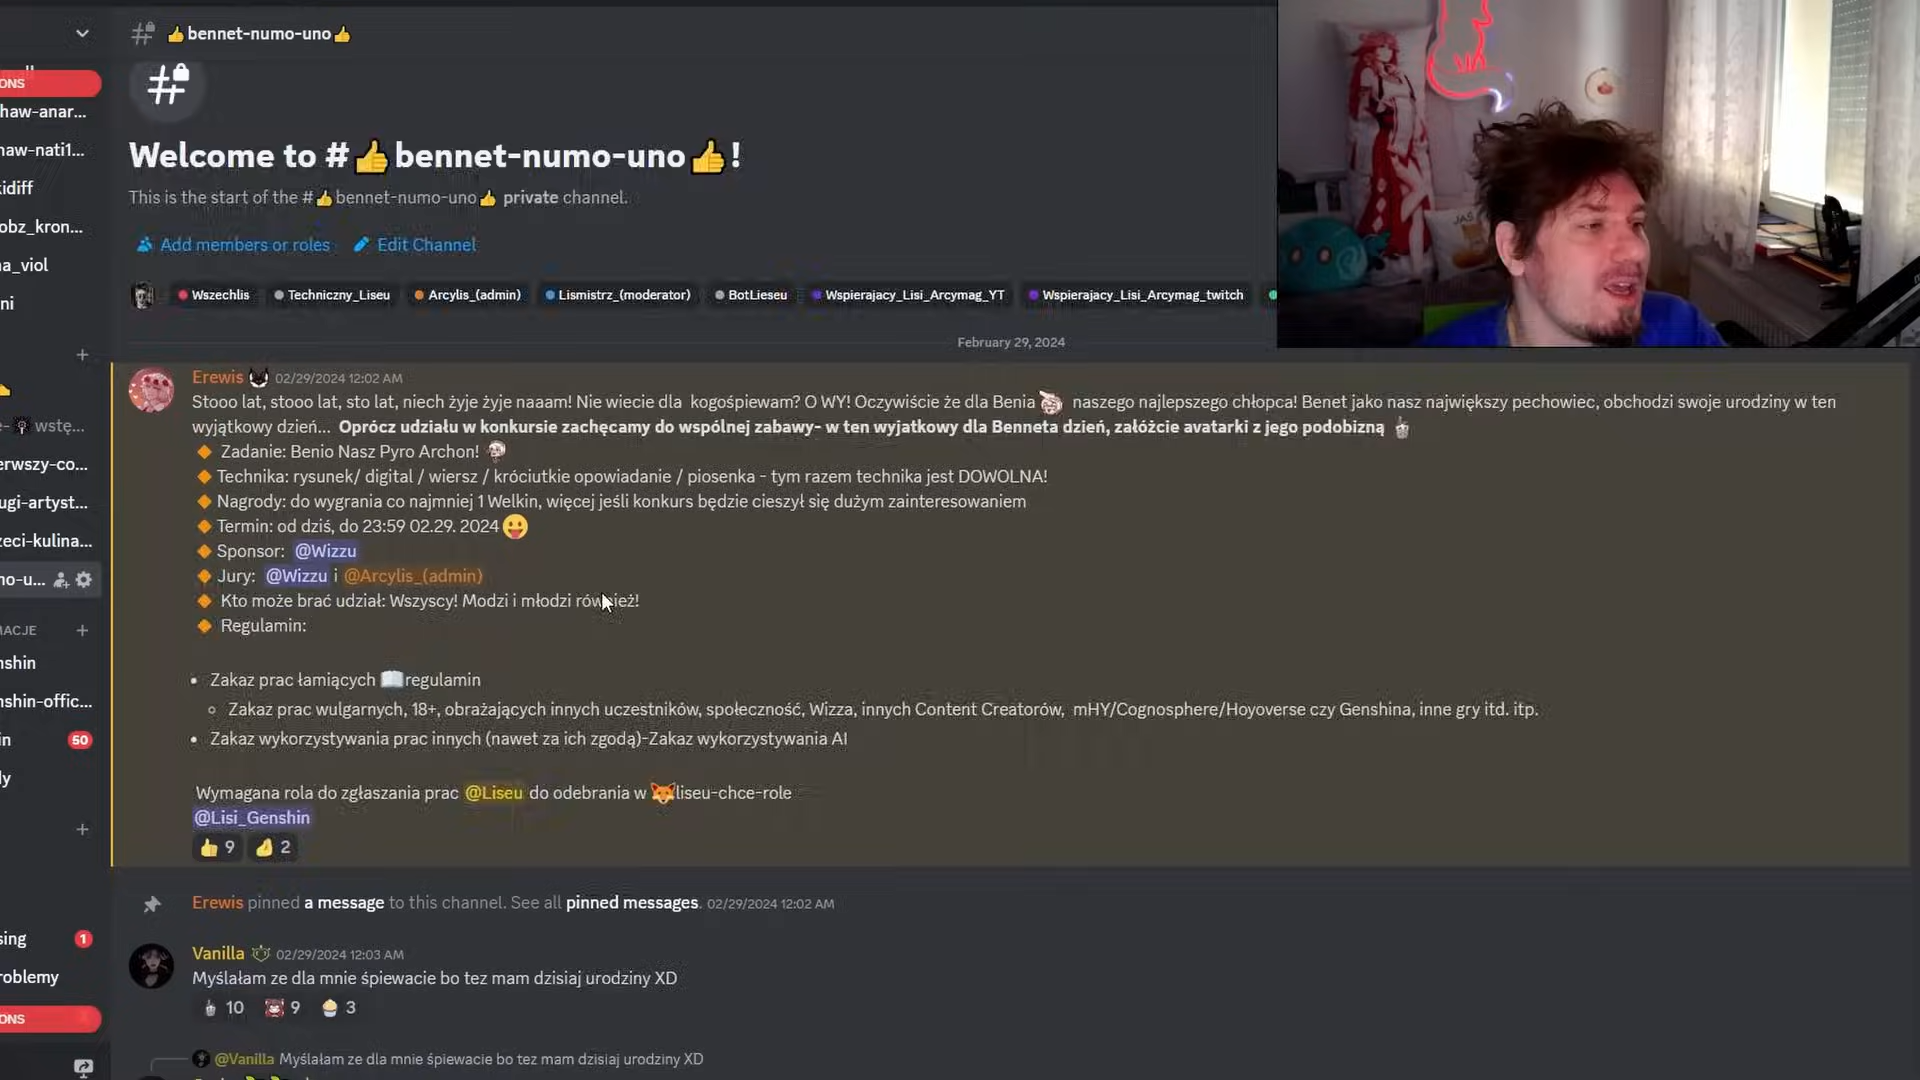 👍bennet-numo-uno👍
ONS
haw-anar...
naw-nati1...
kidiff
obz_kron...
na_viol
ni
wstę...
erwszy-co...
ugi-artyst...
zeci-kulina...
no-u...
MACJE
nshin
nshin-offic...
in
50
ly
sing
1
roblemy
ONS
Welcome to #👍bennet-numo-uno👍!
This is the start of the #👍bennet-numo-uno👍 private channel.
Add members or roles Edit Channel
Wszechlis Techniczny_Liseu Arcylis_(admin) Lismistrz_(moderator) BotLieseu Wspierajacy_Lisi_Arcymag_YT Wspierajacy_Lisi_Arcymag_twitch
February 29, 2024
Erewis 02/29/2024 12:02 AM
Stooo lat, stooo lat, sto lat, niech żyje żyje naaam! Nie wiecie dla kogośpiewam? O WY! Oczywiście że dla Benia naszego najlepszego chłopca! Benet jako nasz największy pechowiec, obchodzi swoje urodziny w ten
wyjątkowy dzień... Oprócz udziału w konkursie zachęcamy do wspólnej zabawy- w ten wyjatkowy dla Benneta dzień, załóżcie avatarki z jego podobizną
🔶 Zadanie: Benio Nasz Pyro Archon!
🔶 Technika: rysunek/ digital / wiersz / króciutkie opowiadanie / piosenka - tym razem technika jest DOWOLNA!
🔶 Nagrody: do wygrania co najmniej 1 Welkin, więcej jeśli konkurs będzie cieszył się dużym zainteresowaniem
🔶 Termin: od dziś, do 23:59 02.29. 2024😛
🔶 Sponsor: @Wizzu
🔶 Jury: @Wizzu i @Arcylis_(admin)
🔶 Kto może brać udział: Wszyscy! Modzi i młodzi również!
🔶 Regulamin:
• Zakaz prac łamiących 📖regulamin
◦ Zakaz prac wulgarnych, 18+, obrażających innych uczestników, społeczność, Wizza, innych Content Creatorów, mHY/Cognosphere/Hoyoverse czy Genshina, inne gry itd. itp.
• Zakaz wykorzystywania prac innych (nawet za ich zgodą)-Zakaz wykorzystywania AI
Wymagana rola do zgłaszania prac @Liseu do odebrania w 🦊liseu-chce-role
@Lisi_Genshin
👍 9 2
Erewis pinned a message to this channel. See all pinned messages. 02/29/2024 12:02 AM
Vanilla 02/29/2024 12:03 AM
Myślałam ze dla mnie śpiewacie bo tez mam dzisiaj urodziny XD
10 9 3
@Vanilla Myślałam ze dla mnie śpiewacie bo tez mam dzisiaj urodziny XD